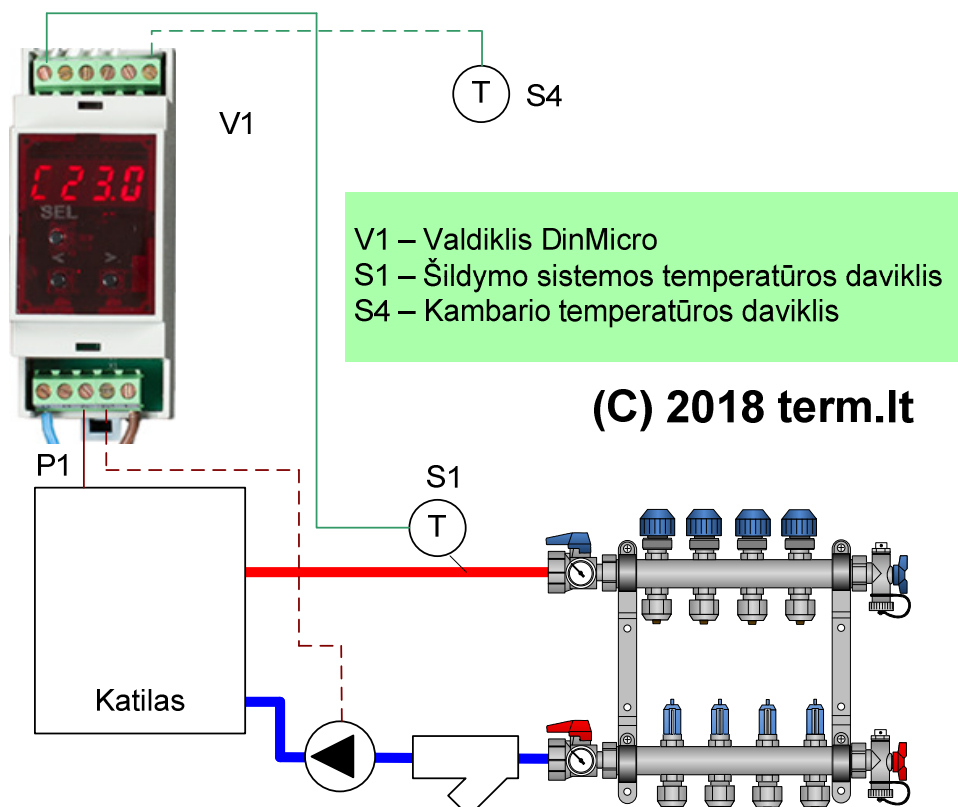 S4
T
V1
C 23.0
SEL
V1 – Valdiklis DinMicro
S1 – Šildymo sistemos temperatūros daviklis
S4 – Kambario temperatūros daviklis
(C) 2018 term.lt
P1
S1
T
Katilas